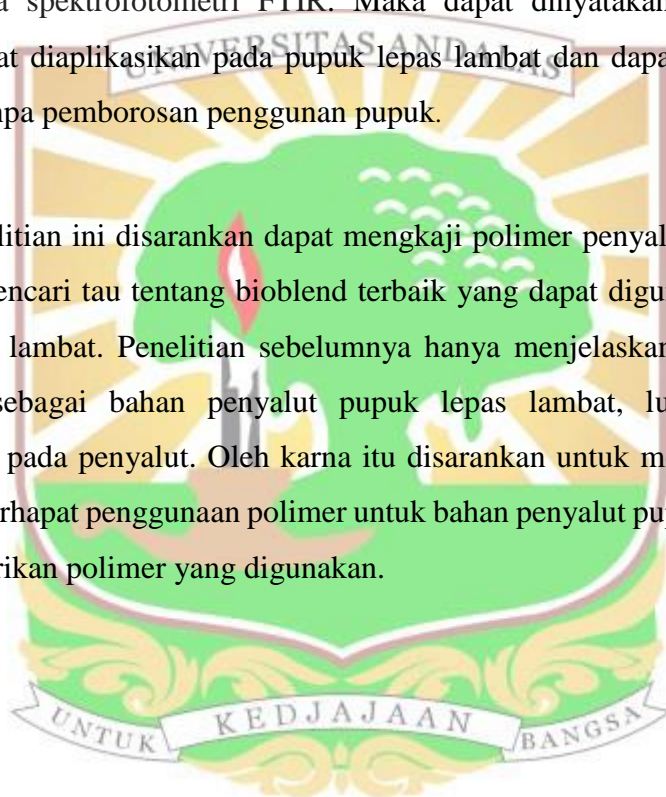 spektrofotometri FTIR. Maka dapat dinyatakan
at diaplikasikan pada pupuk lepas lambat dan dapat
npa pemborosan penggunan pupuk.
UNIVERSITAS ANDALAS
litian ini disarankan dapat mengkaji polimer penyal
encari tau tentang bioblend terbaik yang dapat digu
lambat. Penelitian sebelumnya hanya menjelaskan
sebagai bahan penyalut pupuk lepas lambat, lu
pada penyalut. Oleh karna itu disarankan untuk m
rhapat penggunaan polimer untuk bahan penyalut pup
rikan polimer yang digunakan.
UNTUK KEDJAJAAN BANGSA